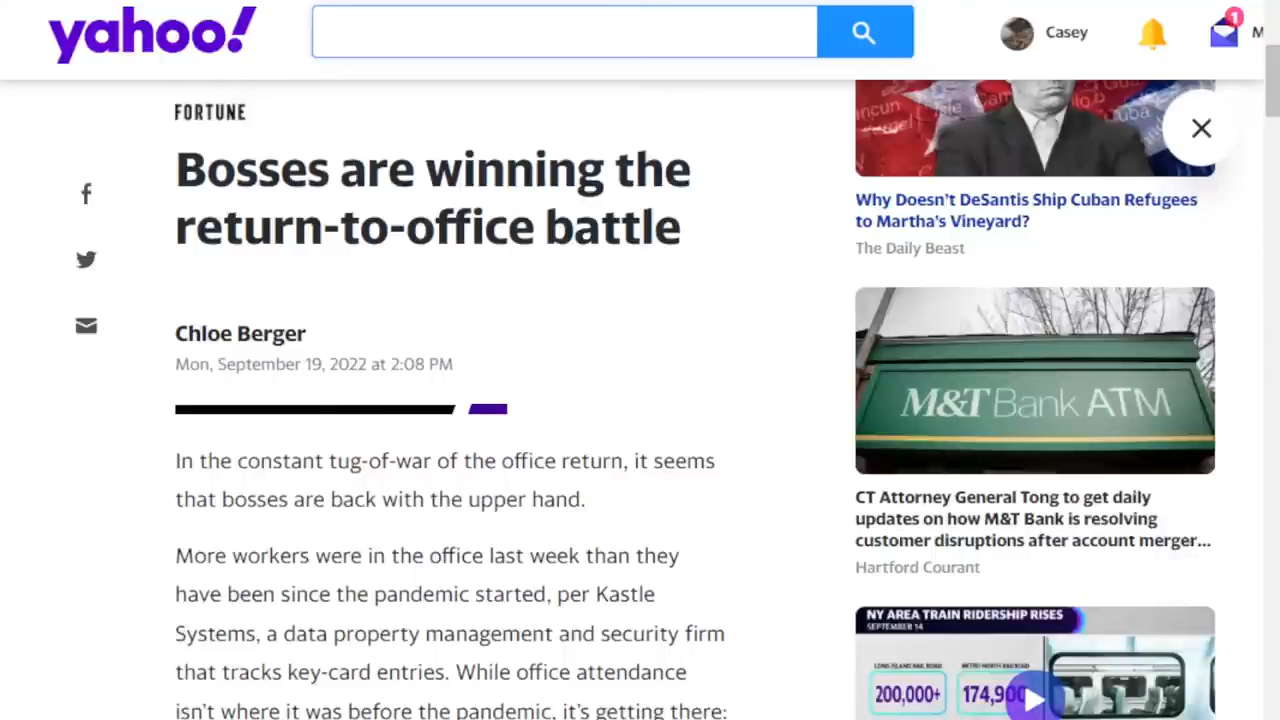 yahoo!
Casey
1
M
FORTUNE
Bosses are winning the
return-to-office battle
Chloe Berger
Mon, September 19, 2022 at 2:08 PM
In the constant tug-of-war of the office return, it seems
that bosses are back with the upper hand.
More workers were in the office last week than they
have been since the pandemic started, per Kastle
Systems, a data property management and security firm
that tracks key-card entries. While office attendance
isn't where it was before the pandemic, it's getting there:
Cuba
Why Doesn't DeSantis Ship Cuban Refugees
to Martha's Vineyard?
The Daily Beast
M&T Bank ATM
CT Attorney General Tong to get daily
updates on how M&T Bank is resolving
customer disruptions after account merger...
Hartford Courant
NY AREA TRAIN RIDERSHIP RISES
SEPTEMBER 14
LONG ISLAND RAIL ROAD
METRO-NORTH RAILROAD
200,000+
174,900